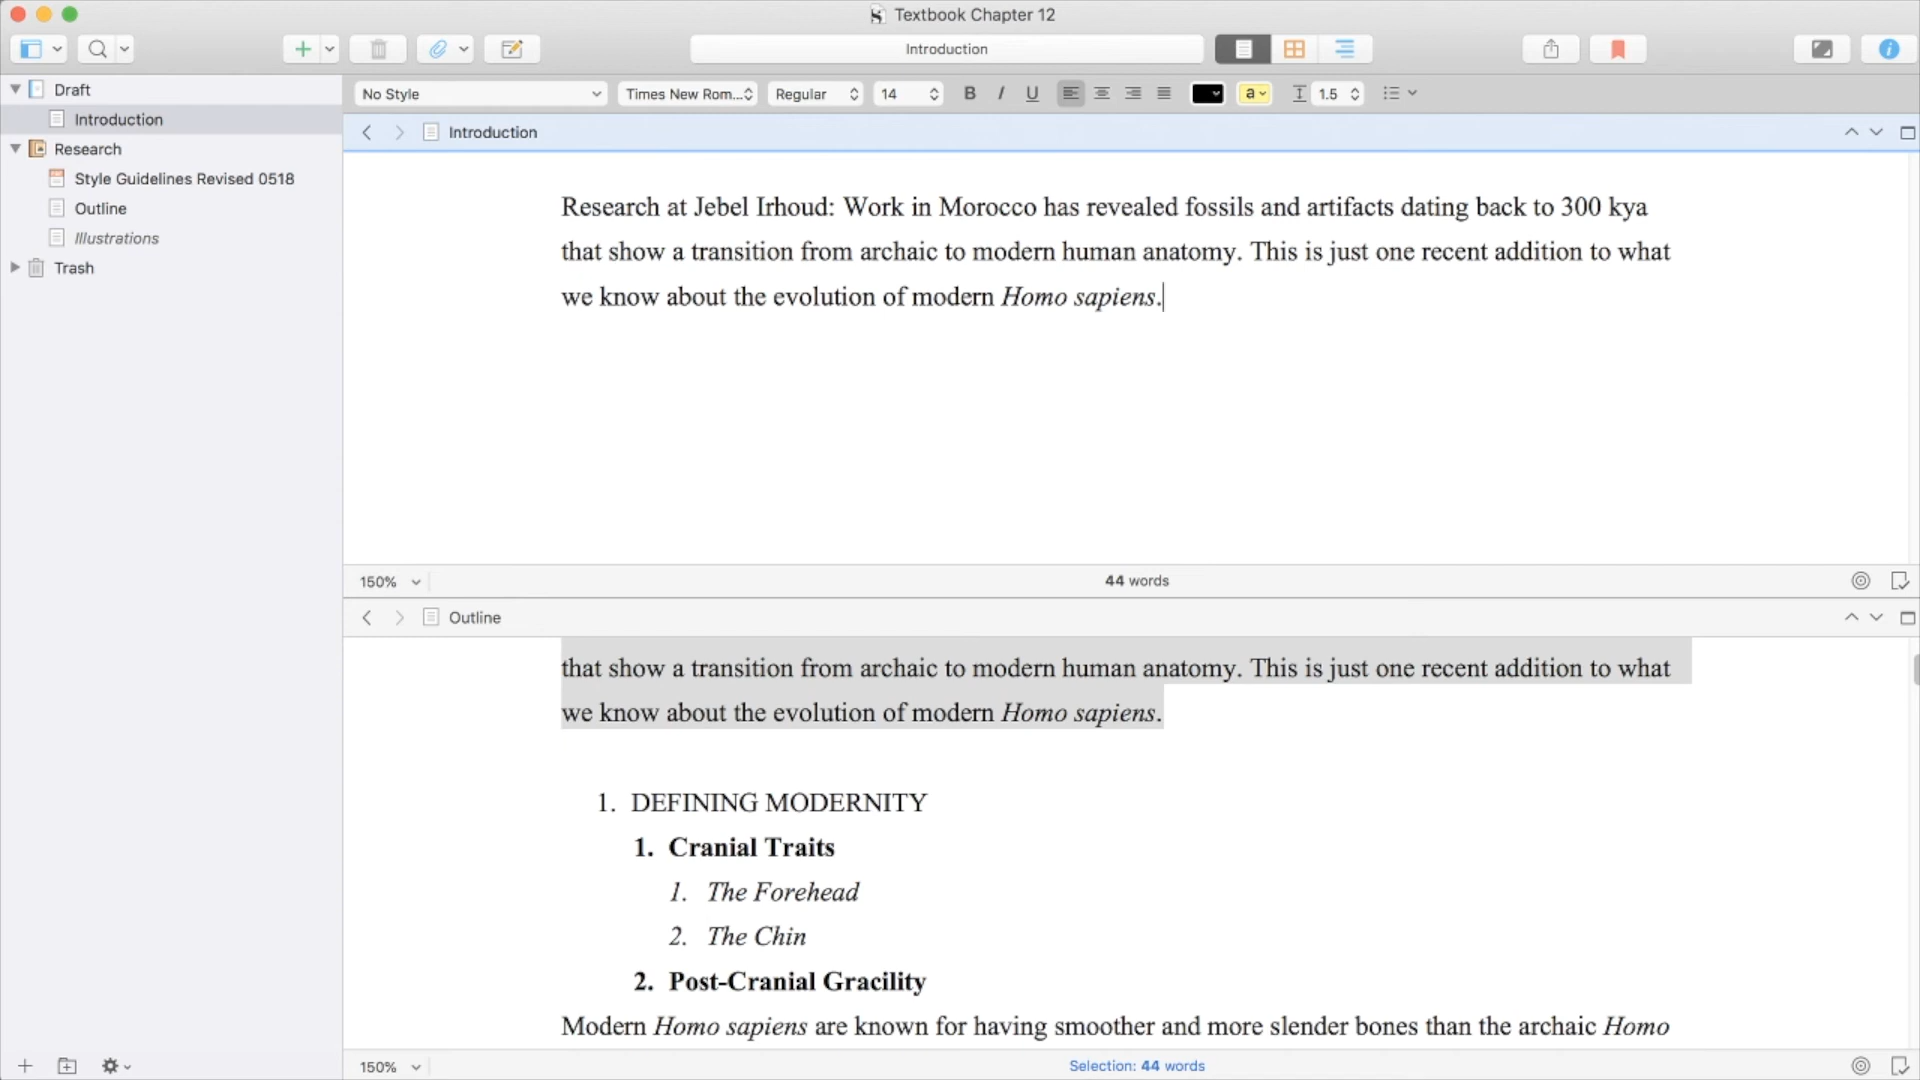 Textbook Chapter 12
Introduction
Draft
Introduction
Research
Style Guidelines Revised 0518
Outline
Illustrations
Trash
No Style
Times New Rom...
Regular
14
B I U
a
1.5
Introduction
Research at Jebel Irhoud: Work in Morocco has revealed fossils and artifacts dating back to 300 kya
that show a transition from archaic to modern human anatomy. This is just one recent addition to what
we know about the evolution of modern Homo sapiens.
150%
44 words
Outline
that show a transition from archaic to modern human anatomy. This is just one recent addition to what
we know about the evolution of modern Homo sapiens.
1. DEFINING MODERNITY
1. Cranial Traits
1. The Forehead
2. The Chin
2. Post-Cranial Gracility
Modern Homo sapiens are known for having smoother and more slender bones than the archaic Homo
150%
Selection: 44 words